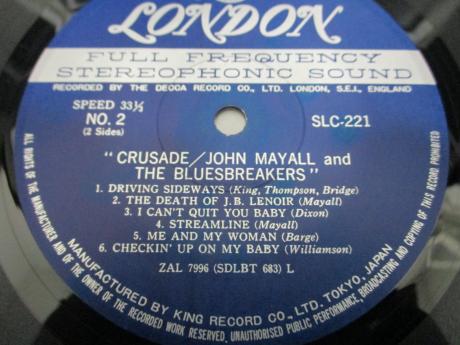 LONDON
FULL FREQUENCY
STEREOPHONIC SOUND
RECORDED BY THE DECCA RECORD CO., LTD. LONDON, S.E.I., ENGLAND
SPEED 33⅓
NO. 2
(2 Sides)
SLC-221
"CRUSADE/JOHN MAYALL and
THE BLUESBREAKERS"
1. DRIVING SIDEWAYS (King, Thompson, Bridge)
2. THE DEATH OF J.B. LENOIR (Mayall)
3. I CAN'T QUIT YOU BABY (Dixon)
4. STREAMLINE (Mayall)
5. ME AND MY WOMAN (Barge)
6. CHECKIN' UP ON MY BABY (Williamson)
ZAL 7996 (SDLBT 683) L
MANUFACTURED BY KING RECORD CO., LTD., TOKYO, JAPAN
ALL RIGHTS OF THE MANUFACTURER AND OF THE OWNER OF THE RECORDED WORK RESERVED. UNAUTHORISED PUBLIC PERFORMANCE, BROADCASTING AND COPYING OF THIS RECORD PROHIBITED